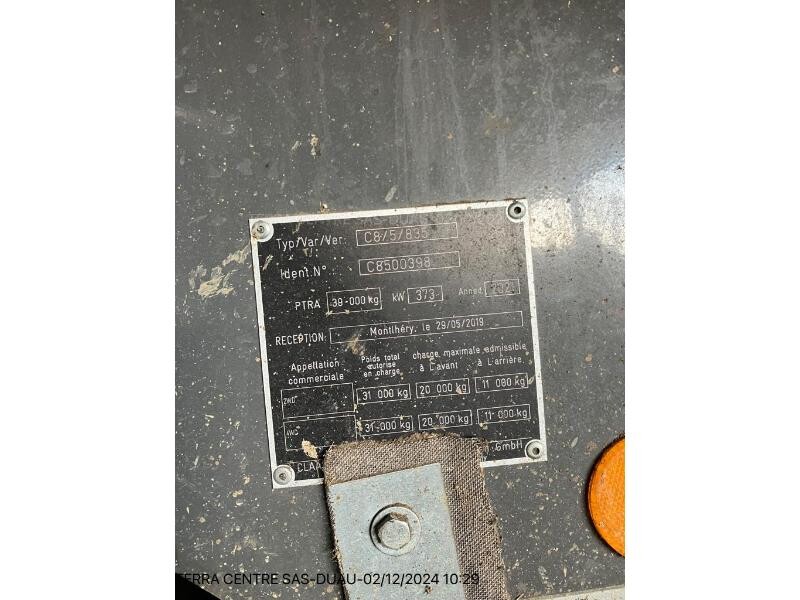 Typ/Var/Ver: C8/5/835
Ident.N° C8500398
PTRA 39-000 kg kW 373 Année
RECEPTION: Montlhéry, le 29/05/2019
Appellation commerciale Poids total autorise en charge charge maximale admissible à L'avant à L'arrière
2WD 31 000 kg 20 000 kg 11 000 kg
4WD 31-000 kg 20 000 kg 11-000 kg
GmbH
TERRA CENTRE SAS-DUAU-02/12/2024 10:29